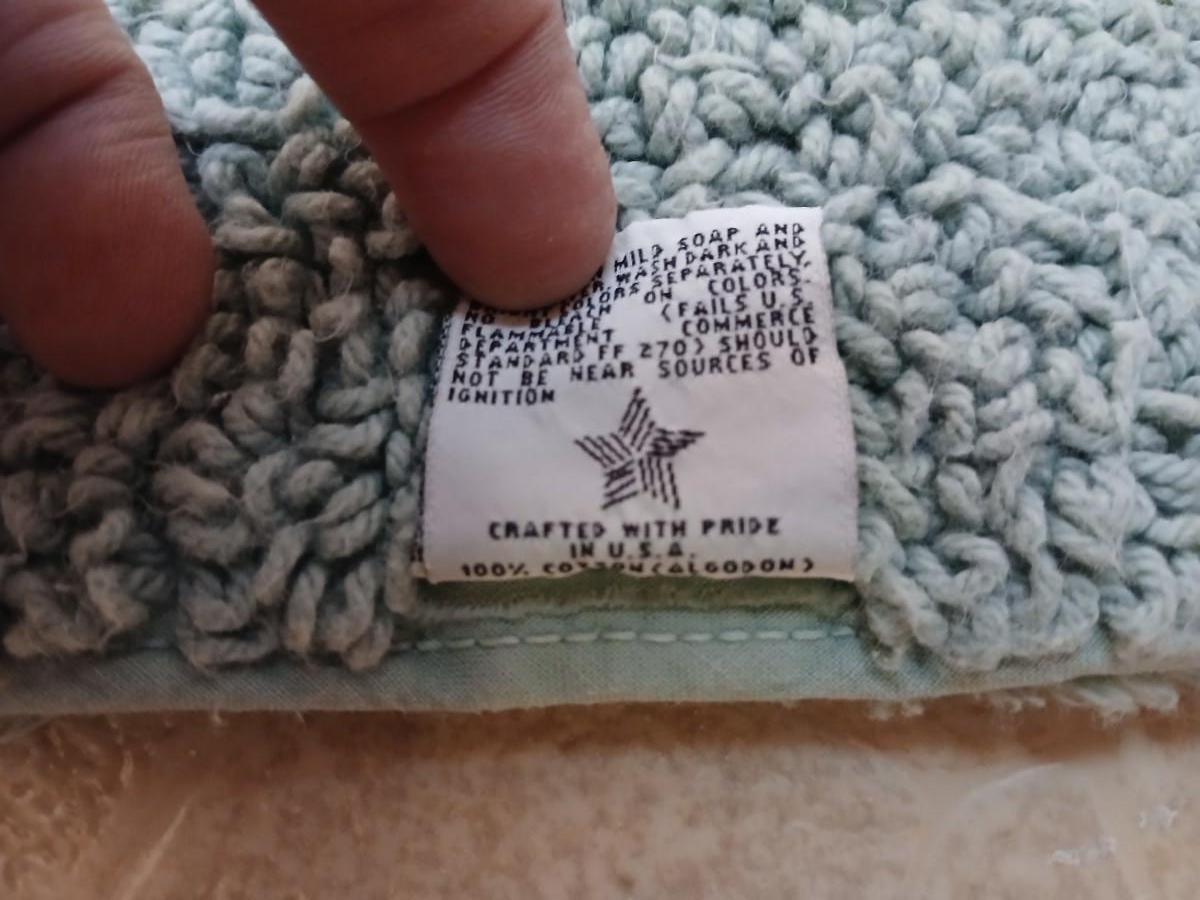 MILD SOAP AND
WASH DARK AND
COLORS SEPARATELY.
NO BLEACH ON COLORS.
FLAMMABLE (FAILS U.S.
DEPARTMENT COMMERCE
STANDARD FF 270) SHOULD
NOT BE NEAR SOURCES OF
IGNITION
CRAFTED WITH PRIDE
IN U.S.A.
100% COTTON (ALGODON)